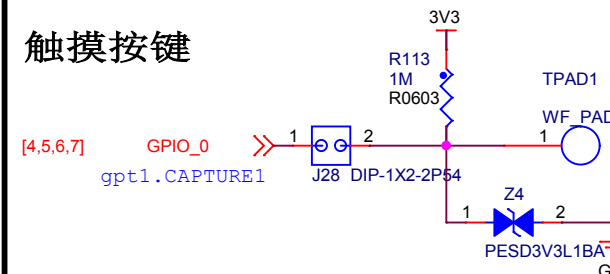 触摸按键
3V3
R113
1M
R0603
TPAD1
WF_PAD
[4,5,6,7] GPIO_0 1 2 1
gpt1.CAPTURE1 J28 DIP-1X2-2P54
Z4
1 2
PESD3V3L1BA
G